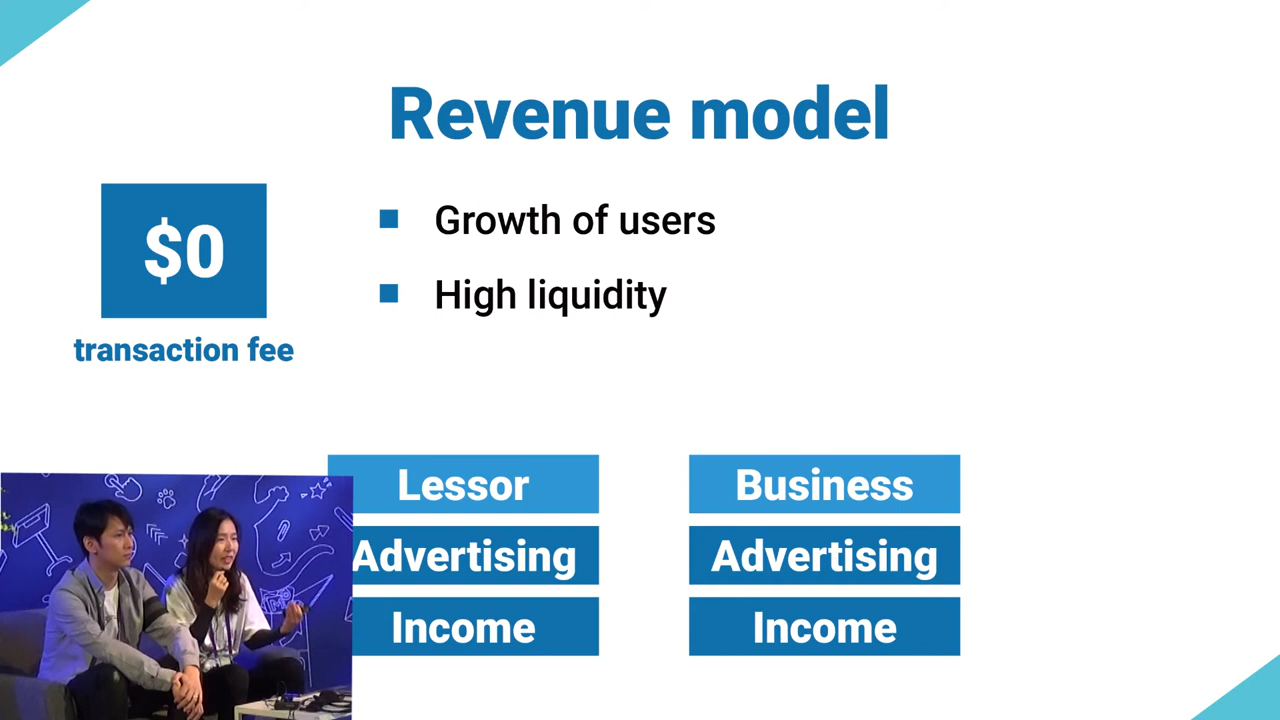 Revenue model
$0
transaction fee
Growth of users
High liquidity
Lessor
Advertising
Income
Business
Advertising
Income